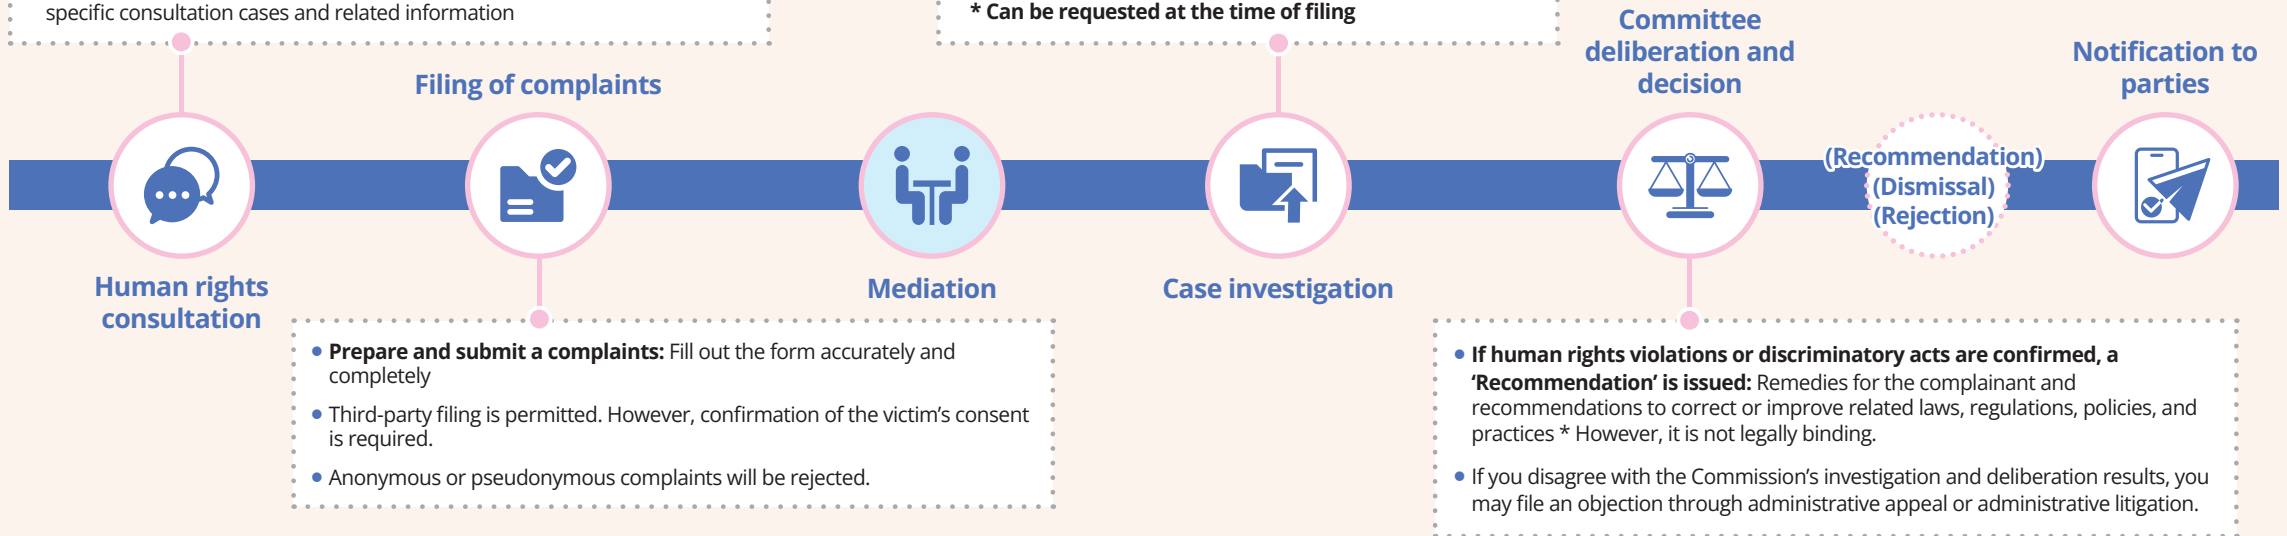 specific consultation cases and related information
* Can be requested at the time of filing
Human rights
consultation
Filing of complaints
● Prepare and submit a complaints: Fill out the form accurately and
completely
● Third-party filing is permitted. However, confirmation of the victim's consent
is required.
● Anonymous or pseudonymous complaints will be rejected.
Mediation
Case investigation
Committee
deliberation and
decision
● If human rights violations or discriminatory acts are confirmed, a
‘Recommendation’ is issued: Remedies for the complainant and
recommendations to correct or improve related laws, regulations, policies, and
practices * However, it is not legally binding.
● If you disagree with the Commission’s investigation and deliberation results, you
may file an objection through administrative appeal or administrative litigation.
(Recommendation)
(Dismissal)
(Rejection)
Notification to
parties